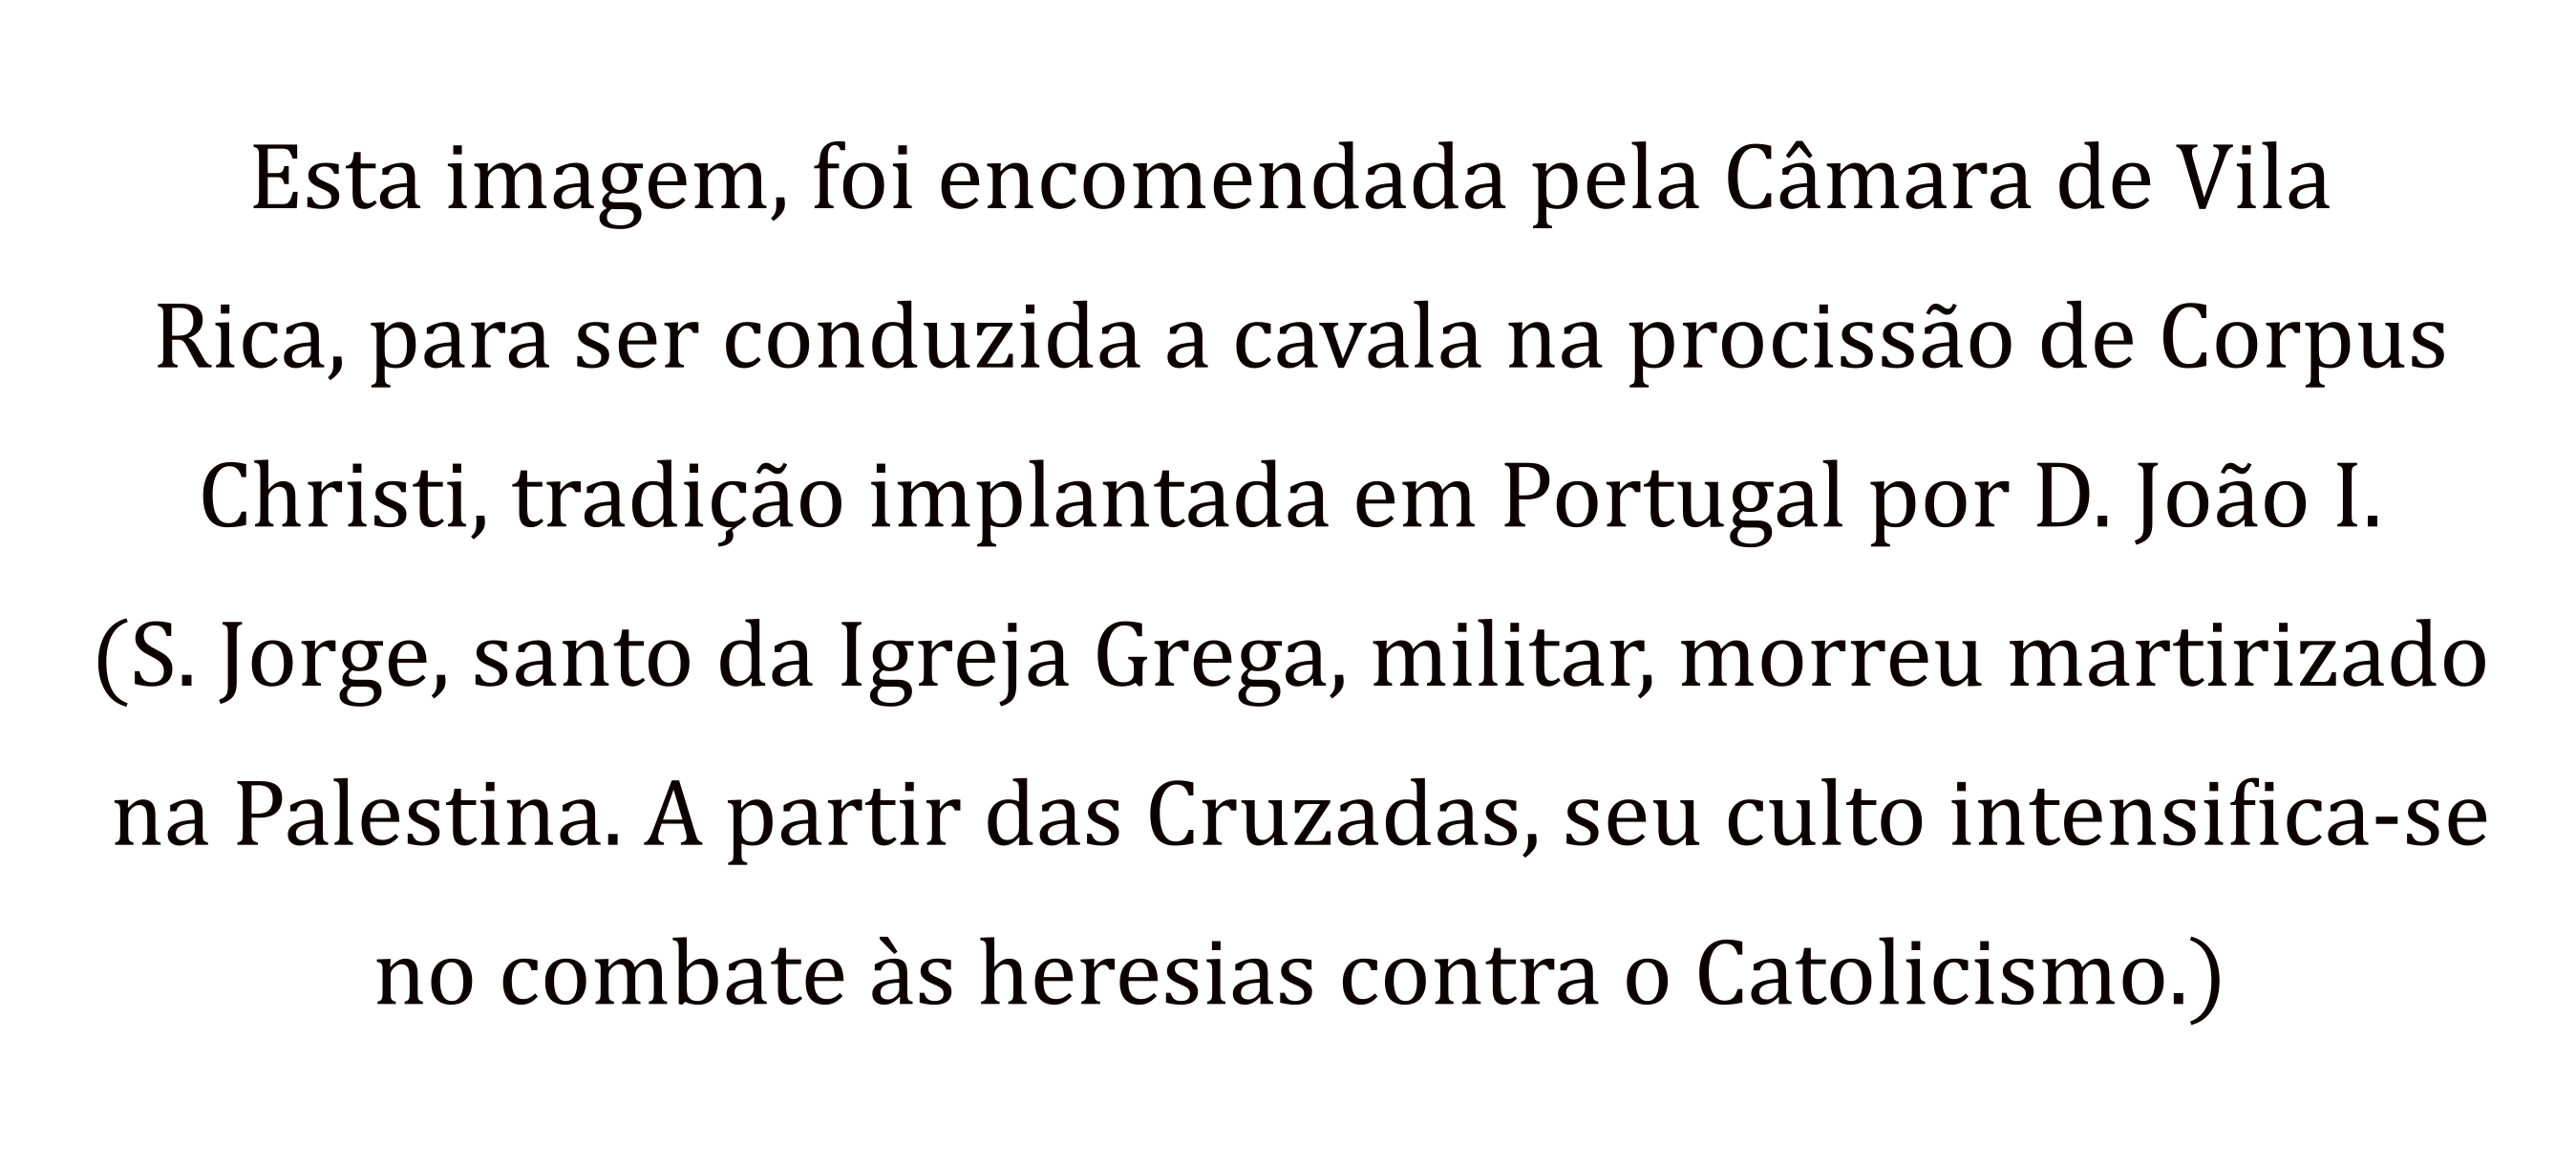 Esta imagem, foi encomendada pela Câmara de Vila
Rica, para ser conduzida a cavala na procissão de Corpus
Christi, tradição implantada em Portugal por D. João I.
(S. Jorge, santo da Igreja Grega, militar, morreu martirizado
na Palestina. A partir das Cruzadas, seu culto intensifica-se
no combate às heresias contra o Catolicismo.)